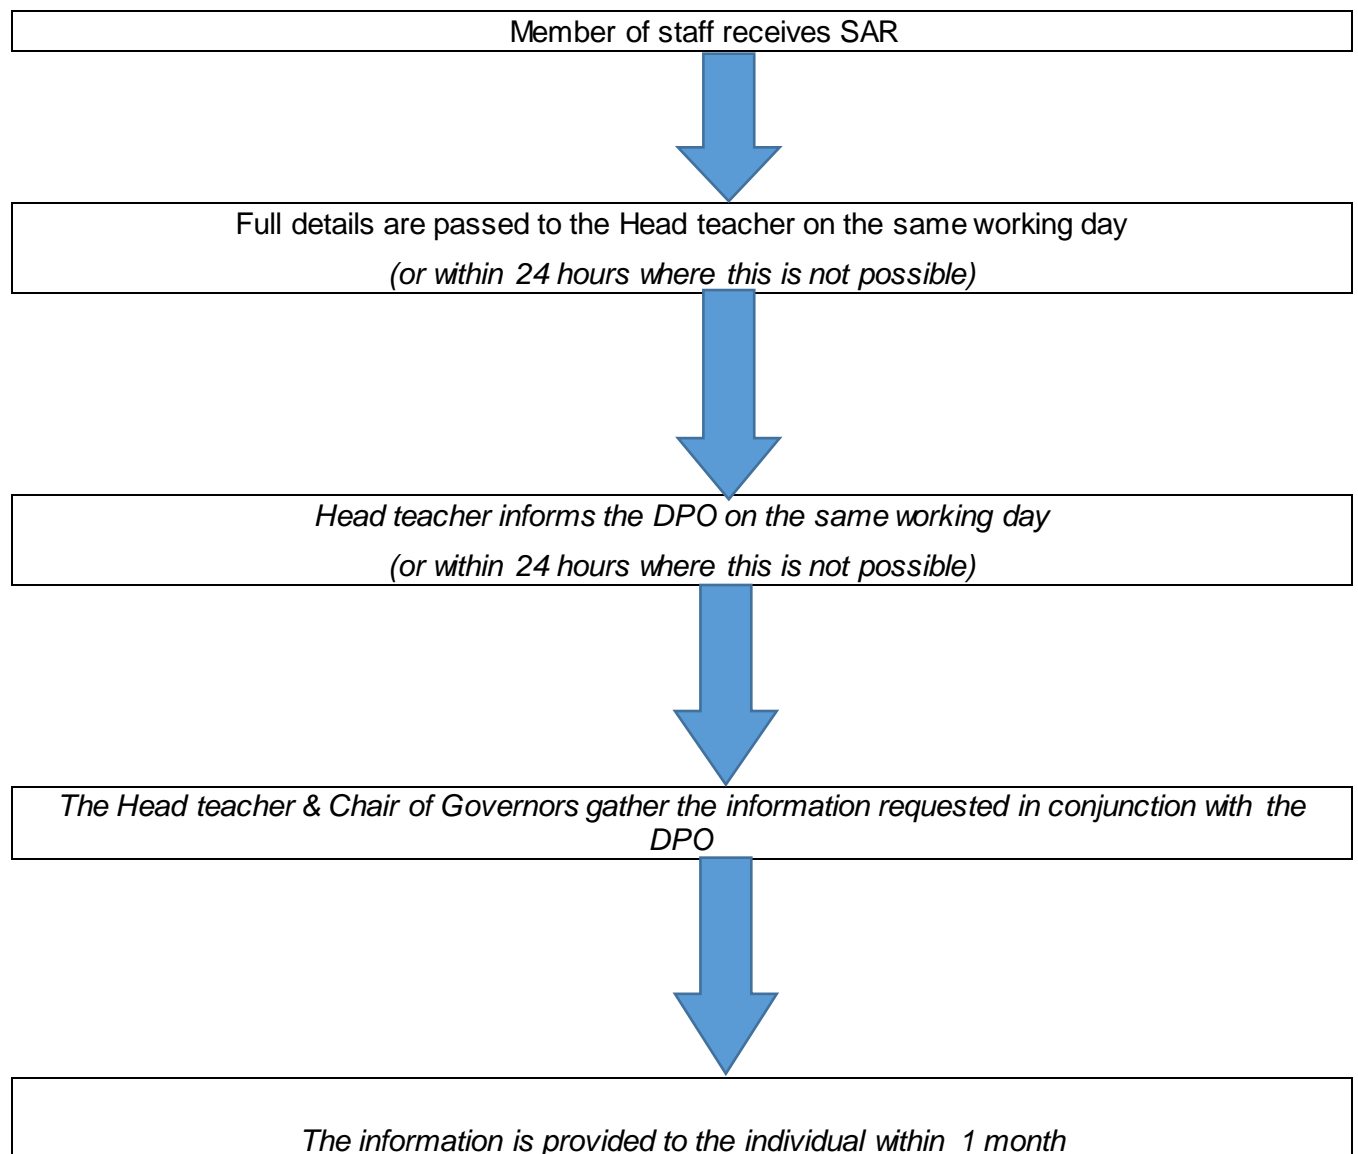 Member of staff receives SAR
Full details are passed to the Head teacher on the same working day
(or within 24 hours where this is not possible)
Head teacher informs the DPO on the same working day
(or within 24 hours where this is not possible)
The Head teacher & Chair of Governors gather the information requested in conjunction with the
DPO
The information is provided to the individual within 1 month